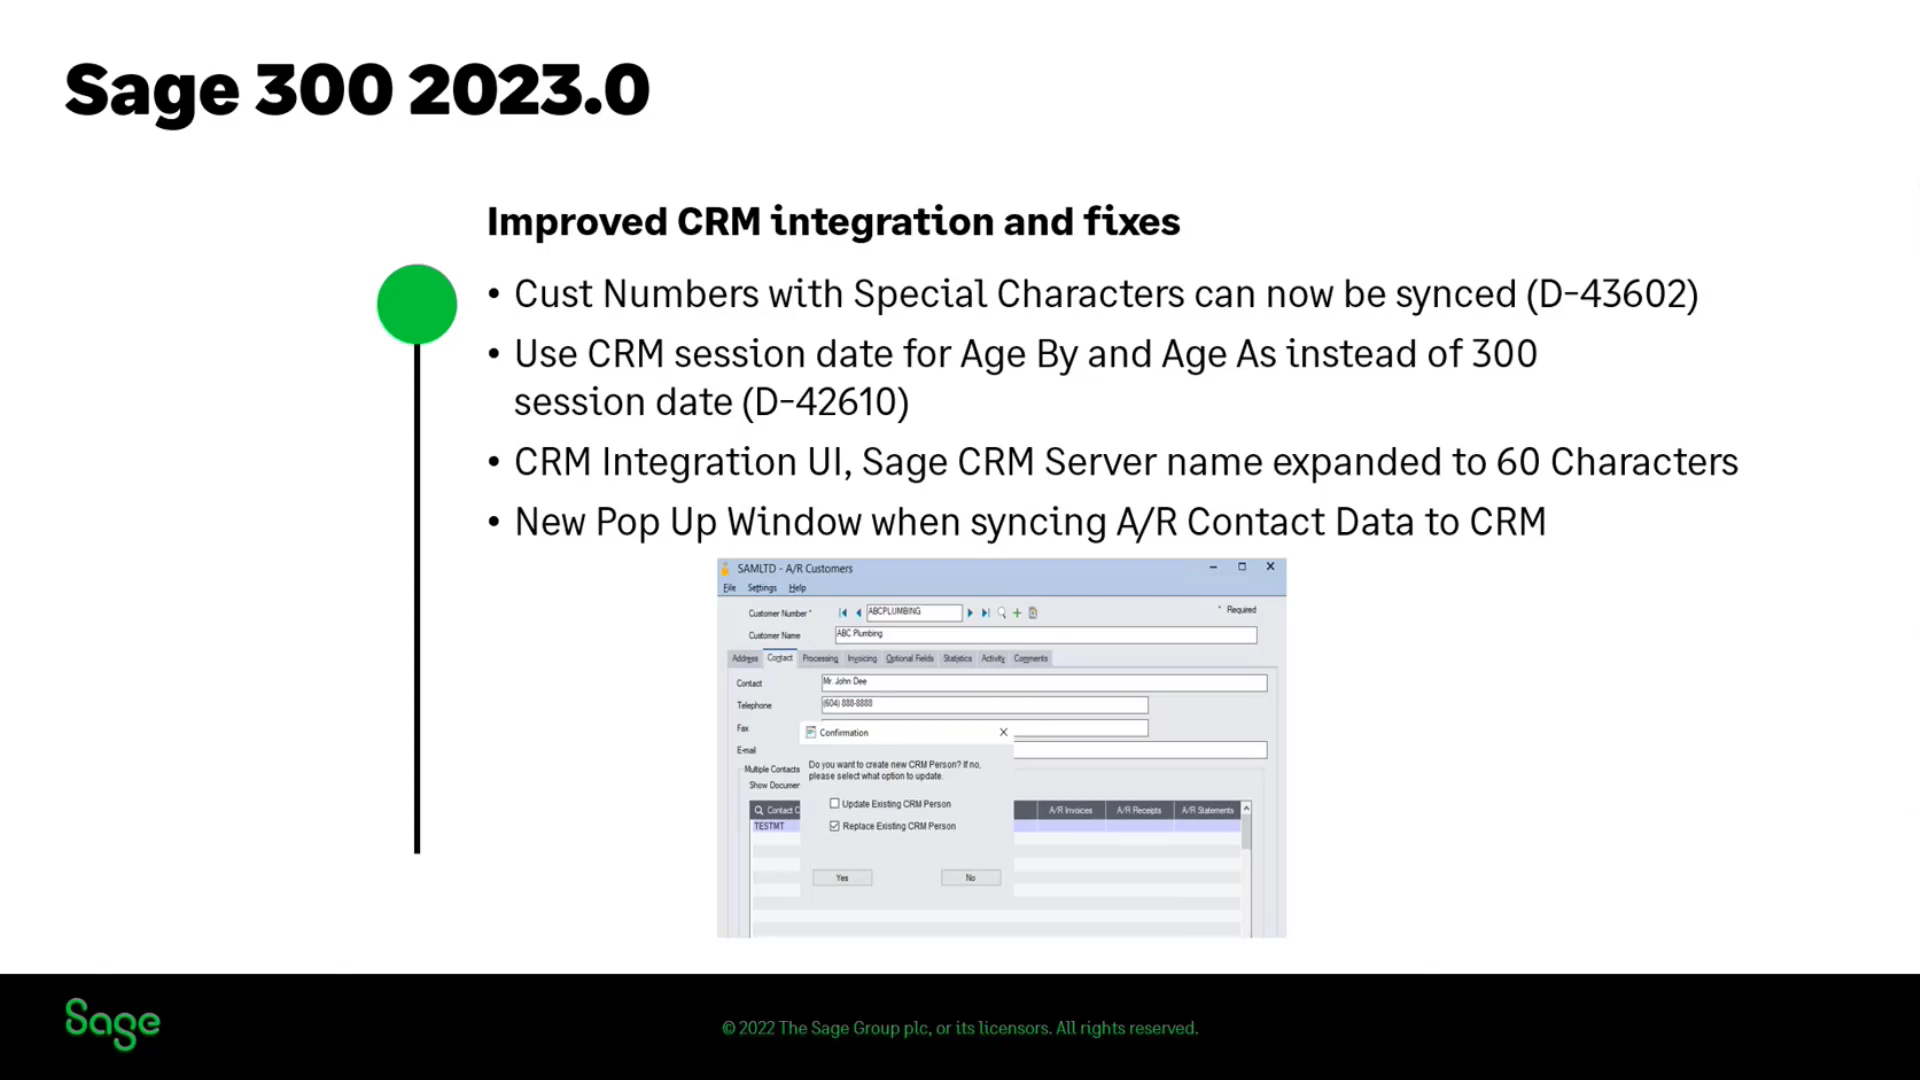 Sage 300 2023.0
Improved CRM integration and fixes
• Cust Numbers with Special Characters can now be synced (D-43602)
• Use CRM session date for Age By and Age As instead of 300
session date (D-42610)
• CRM Integration UI, Sage CRM Server name expanded to 60 Characters
• New Pop Up Window when syncing A/R Contact Data to CRM
SAMLTD - A/R Customers
File Settings Help
Customer Number * ABCPLUMBING * Required
Customer Name ABC Plumbing
Address Contact Processing Invoicing Optional Fields Statistics Activity Comments
Contact Mr. John Dee
Telephone (604) 888-8888
Fax
Confirmation
E-mail
Do you want to create new CRM Person? If no,
please select what option to update.
Multiple Contacts
Show Documen
Update Existing CRM Person
Contact C A/R Invoices A/R Receipts A/R Statements
TESTMT
Replace Existing CRM Person
Yes No
Sage
© 2022 The Sage Group plc, or its licensors. All rights reserved.